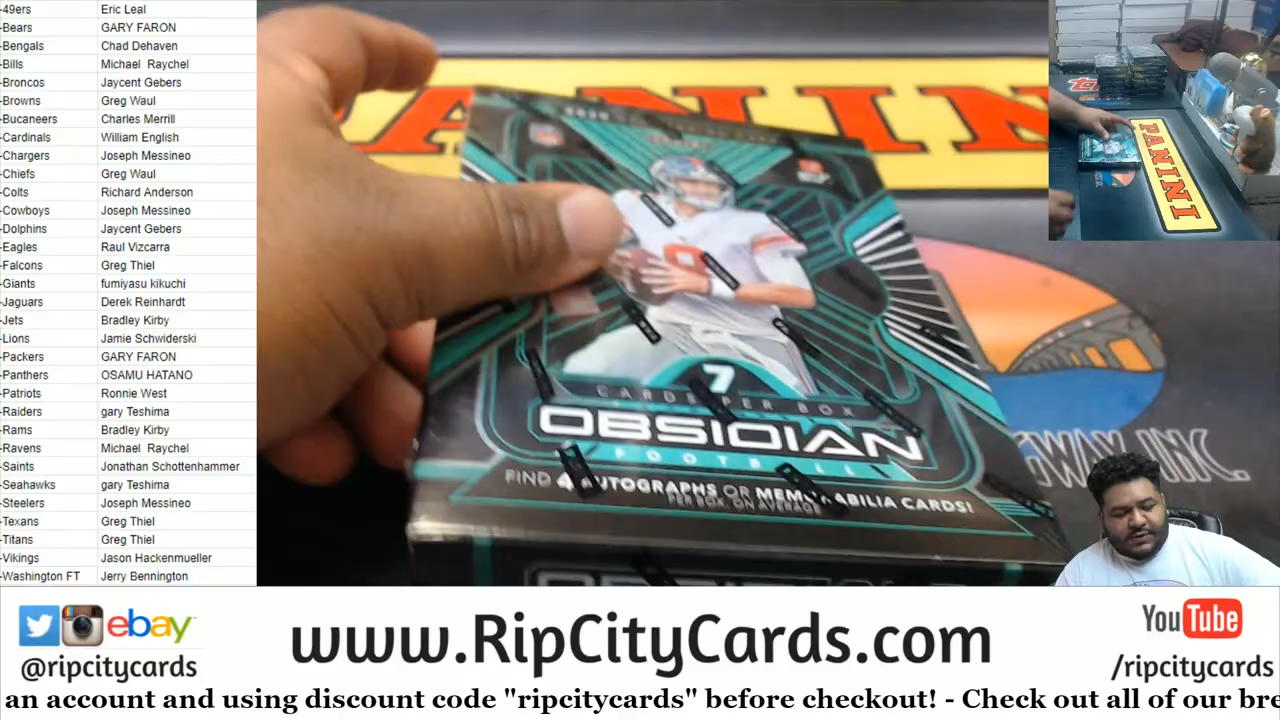 -49ers Eric Leal
-Bears GARY FARON
-Bengals Chad Dehaven
-Bills Michael Raychel
-Broncos Jaycent Gebers
-Browns Greg Waul
-Bucaneers Charles Merrill
-Cardinals William English
-Chargers Joseph Messineo
-Chiefs Greg Waul
-Colts Richard Anderson
-Cowboys Joseph Messineo
-Dolphins Jaycent Gebers
-Eagles Raul Vizcarra
-Falcons Greg Thiel
-Giants fumiyasu kikuchi
-Jaguars Derek Reinhardt
-Jets Bradley Kirby
-Lions Jamie Schwiderski
-Packers GARY FARON
-Panthers OSAMU HATANO
-Patriots Ronnie West
-Raiders gary Teshima
-Rams Bradley Kirby
-Ravens Michael Raychel
-Saints Jonathan Schottenhammer
-Seahawks gary Teshima
-Steelers Joseph Messineo
-Texans Greg Thiel
-Titans Greg Thiel
-Vikings Jason Hackenmueller
-Washington FT Jerry Bennington
PANINI
7
CARDS PER BOX
OBSIDIAN
FOOTBALL
FIND 4 AUTOGRAPHS OR MEMORABILIA CARDS!
PER BOX, ON AVERAGE
PANINI
INC.
ebay
@ripcitycards
www.RipCityCards.com
YouTube
/ripcitycards
an account and using discount code "ripcitycards" before checkout! - Check out all of our bre